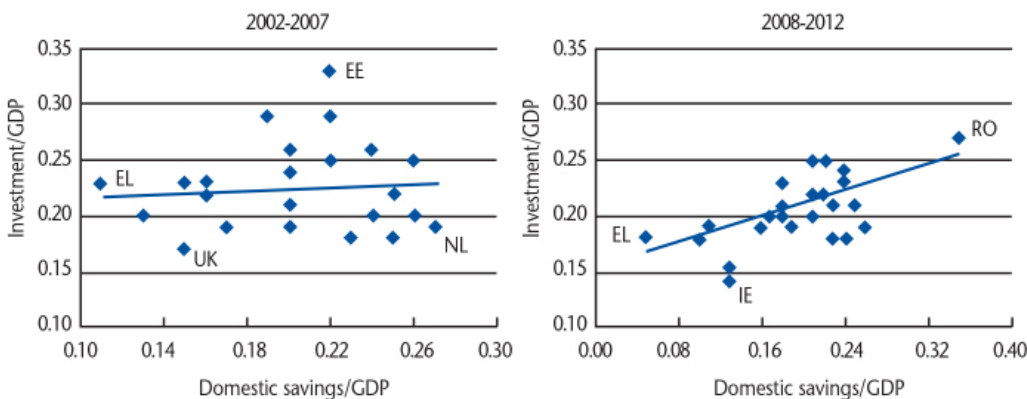 2002-2007
0.35
0.30
0.25
0.20
0.15
0.10
Investment/GDP
EE
EL
UK
NL
0.10 0.14 0.18 0.22 0.26 0.30
Domestic savings/GDP
2008-2012
0.35
0.30
0.25
0.20
0.15
0.10
Investment/GDP
RO
EL
IE
0.00 0.08 0.16 0.24 0.32 0.40
Domestic savings/GDP